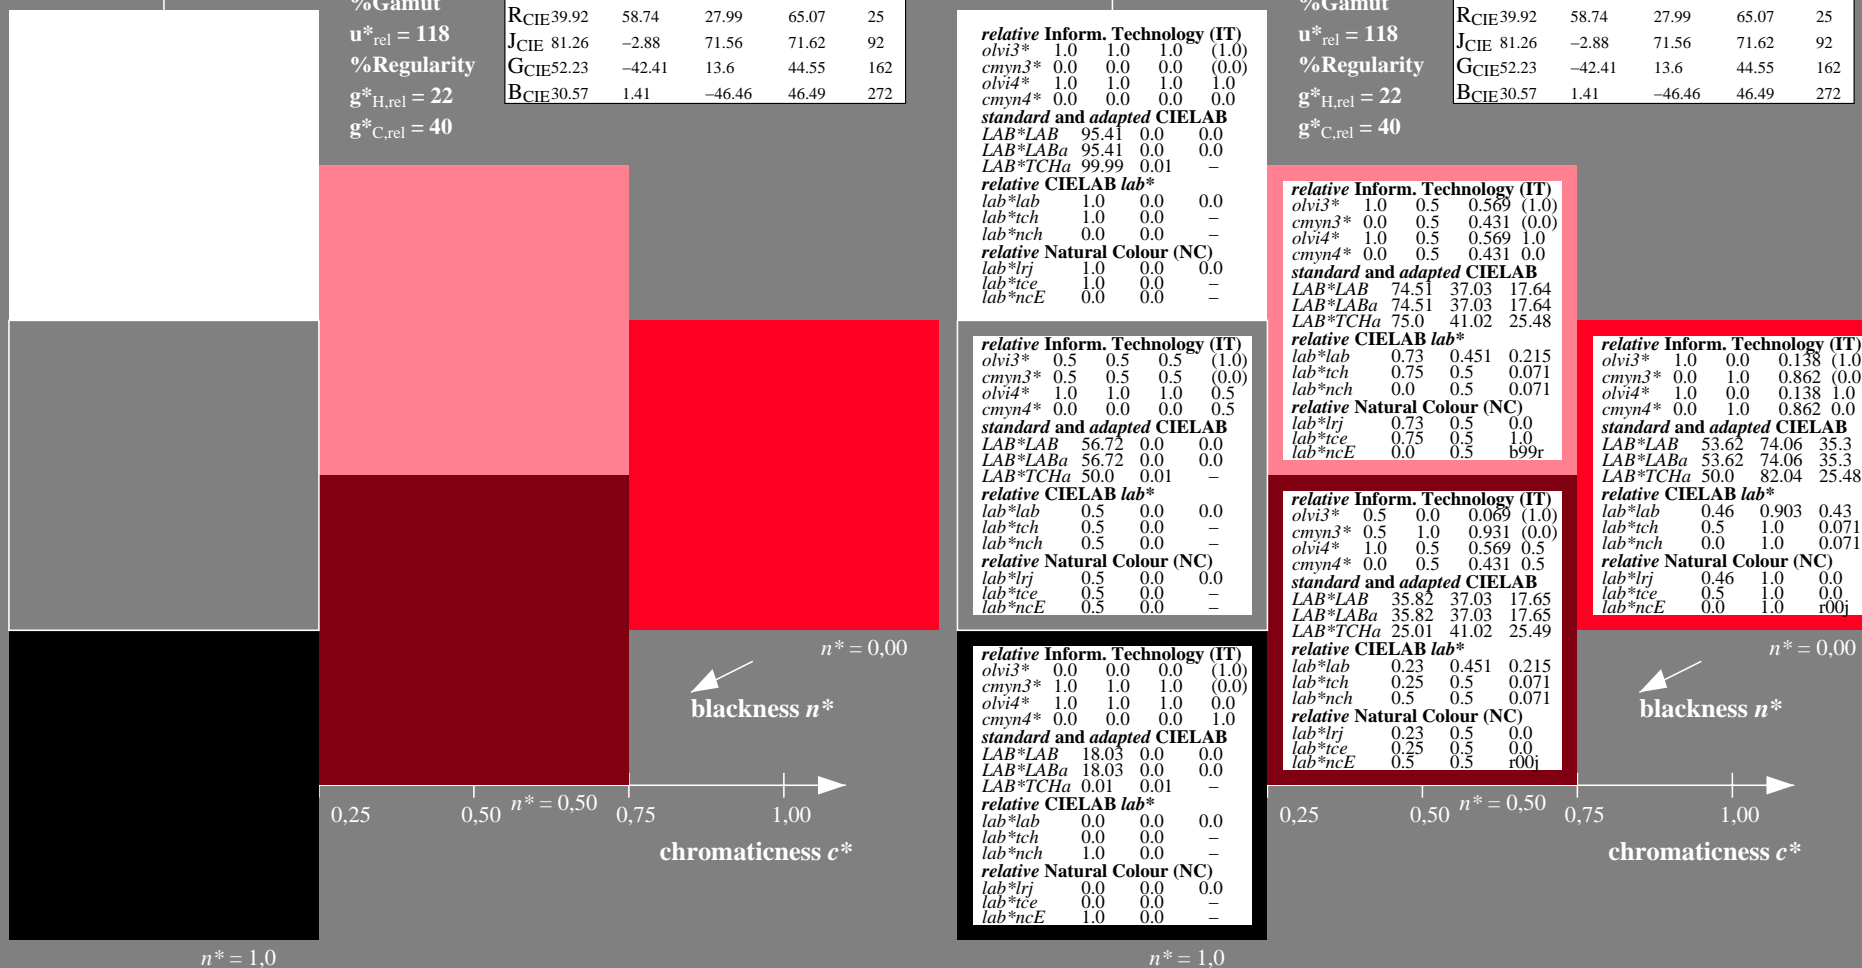 %Gamut
u*rel = 118
%Regularity
g*H,rel = 22
g*C,rel = 40
RCIE 39.92 58.74 27.99 65.07 25
JCIE 81.26 –2.88 71.56 71.62 92
GCIE 52.23 –42.41 13.6 44.55 162
BCIE 30.57 1.41 –46.46 46.49 272
n* = 0,00
blackness n*
0,25 0,50 n* = 0,50 0,75 1,00
chromaticness c*
n* = 1,0
relative Inform. Technology (IT)
olvi3* 1.0 1.0 1.0 (1.0)
cmyn3* 0.0 0.0 0.0 (0.0)
olvi4* 1.0 1.0 1.0 1.0
cmyn4* 0.0 0.0 0.0 0.0
standard and adapted CIELAB
LAB*LAB 95.41 0.0 0.0
LAB*LABa 95.41 0.0 0.0
LAB*TCHa 99.99 0.01 –
relative CIELAB lab*
lab*lab 1.0 0.0 0.0
lab*tch 1.0 0.0 –
lab*nch 0.0 0.0 –
relative Natural Colour (NC)
lab*lrj 1.0 0.0 0.0
lab*tce 1.0 0.0 –
lab*ncE 0.0 0.0 –
relative Inform. Technology (IT)
olvi3* 0.5 0.5 0.5 (1.0)
cmyn3* 0.5 0.5 0.5 (0.0)
olvi4* 1.0 1.0 1.0 0.5
cmyn4* 0.0 0.0 0.0 0.5
standard and adapted CIELAB
LAB*LAB 56.72 0.0 0.0
LAB*LABa 56.72 0.0 0.0
LAB*TCHa 50.0 0.01 –
relative CIELAB lab*
lab*lab 0.5 0.0 0.0
lab*tch 0.5 0.0 –
lab*nch 0.5 0.0 –
relative Natural Colour (NC)
lab*lrj 0.5 0.0 0.0
lab*tce 0.5 0.0 –
lab*ncE 0.5 0.0 –
relative Inform. Technology (IT)
olvi3* 0.0 0.0 0.0 (1.0)
cmyn3* 1.0 1.0 1.0 (0.0)
olvi4* 1.0 1.0 1.0 0.0
cmyn4* 0.0 0.0 0.0 1.0
standard and adapted CIELAB
LAB*LAB 18.03 0.0 0.0
LAB*LABa 18.03 0.0 0.0
LAB*TCHa 0.01 0.01 –
relative CIELAB lab*
lab*lab 0.0 0.0 0.0
lab*tch 0.0 0.0 –
lab*nch 1.0 0.0 –
relative Natural Colour (NC)
lab*lrj 0.0 0.0 0.0
lab*tce 0.0 0.0 –
lab*ncE 1.0 0.0 –
n* = 1,0
%Gamut
u*rel = 118
%Regularity
g*H,rel = 22
g*C,rel = 40
RCIE 39.92 58.74 27.99 65.07 25
JCIE 81.26 –2.88 71.56 71.62 92
GCIE 52.23 –42.41 13.6 44.55 162
BCIE 30.57 1.41 –46.46 46.49 272
relative Inform. Technology (IT)
olvi3* 1.0 0.5 0.569 (1.0)
cmyn3* 0.0 0.5 0.431 (0.0)
olvi4* 1.0 0.5 0.569 1.0
cmyn4* 0.0 0.5 0.431 0.0
standard and adapted CIELAB
LAB*LAB 74.51 37.03 17.64
LAB*LABa 74.51 37.03 17.64
LAB*TCHa 75.0 41.02 25.48
relative CIELAB lab*
lab*lab 0.73 0.451 0.215
lab*tch 0.75 0.5 0.071
lab*nch 0.0 0.5 0.071
relative Natural Colour (NC)
lab*lrj 0.73 0.5 0.0
lab*tce 0.75 0.5 1.0
lab*ncE 0.0 0.5 b99r
relative Inform. Technology (IT)
olvi3* 0.5 0.0 0.069 (1.0)
cmyn3* 0.5 1.0 0.931 (0.0)
olvi4* 1.0 0.5 0.569 0.5
cmyn4* 0.0 0.5 0.431 0.5
standard and adapted CIELAB
LAB*LAB 35.82 37.03 17.65
LAB*LABa 35.82 37.03 17.65
LAB*TCHa 25.01 41.02 25.49
relative CIELAB lab*
lab*lab 0.23 0.451 0.215
lab*tch 0.25 0.5 0.071
lab*nch 0.5 0.5 0.071
relative Natural Colour (NC)
lab*lrj 0.23 0.5 0.0
lab*tce 0.25 0.5 0.0
lab*ncE 0.5 0.5 r00j
relative Inform. Technology (IT)
olvi3* 1.0 0.0 0.138 (1.0
cmyn3* 0.0 1.0 0.862 (0.0
olvi4* 1.0 0.0 0.138 1.0
cmyn4* 0.0 1.0 0.862 0.0
standard and adapted CIELAB
LAB*LAB 53.62 74.06 35.3
LAB*LABa 53.62 74.06 35.3
LAB*TCHa 50.0 82.04 25.48
relative CIELAB lab*
lab*lab 0.46 0.903 0.43
lab*tch 0.5 1.0 0.071
lab*nch 0.0 1.0 0.071
relative Natural Colour (NC)
lab*lrj 0.46 1.0 0.0
lab*tce 0.5 1.0 0.0
lab*ncE 0.0 1.0 r00j
n* = 0,00
blackness n*
0,25 0,50 n* = 0,50 0,75 1,00
chromaticness c*